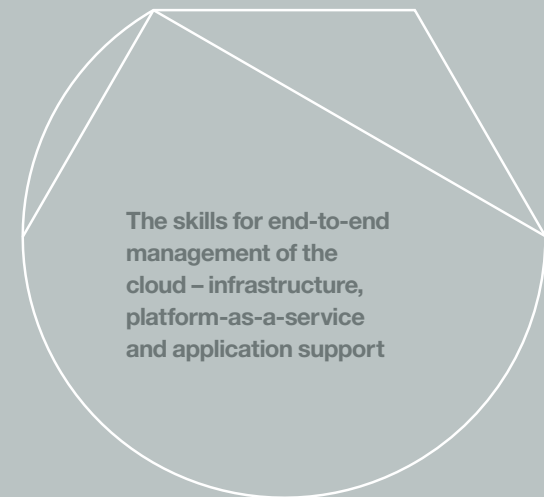 The skills for end-to-end
management of the
cloud – infrastructure,
platform-as-a-service
and application support